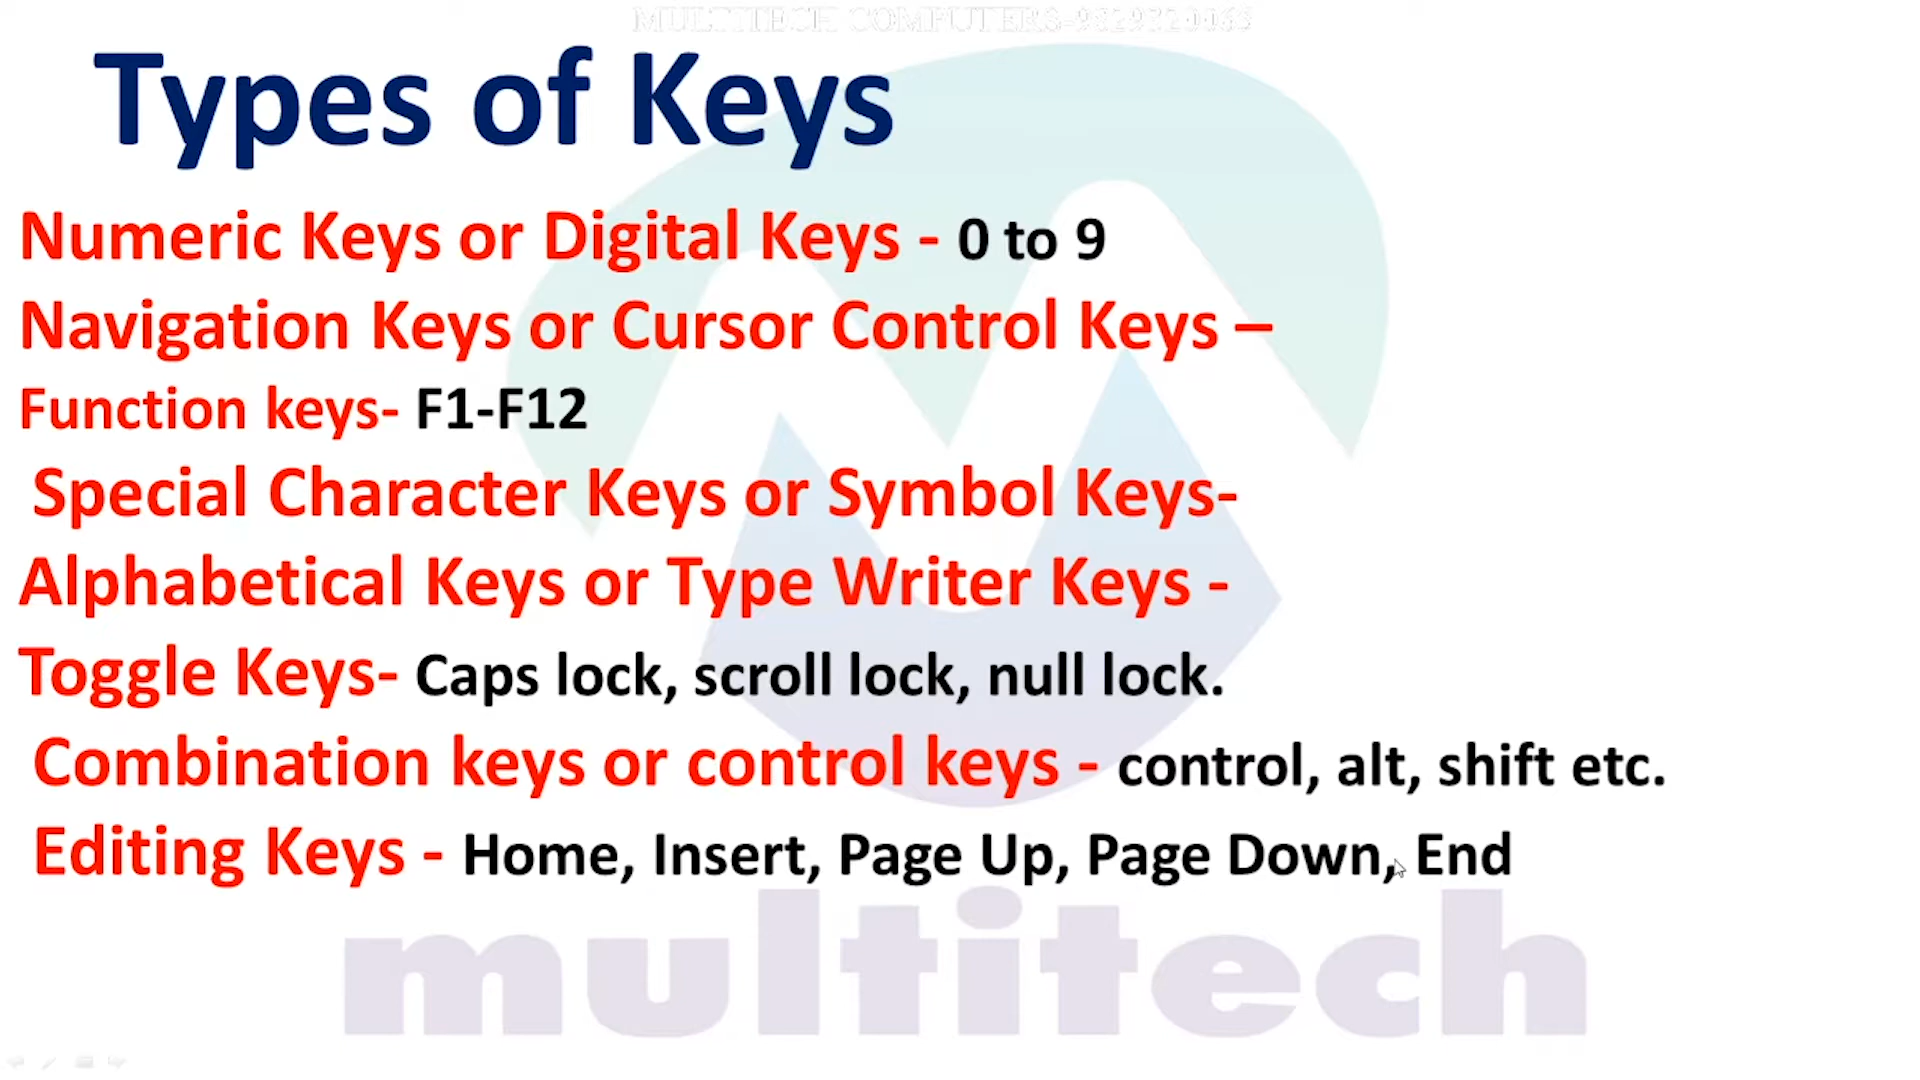 MULTITECH COMPUTERS-9829320068
Types of Keys
Numeric Keys or Digital Keys - 0 to 9
Navigation Keys or Cursor Control Keys –
Function keys- F1-F12
Special Character Keys or Symbol Keys-
Alphabetical Keys or Type Writer Keys -
Toggle Keys- Caps lock, scroll lock, null lock.
Combination keys or control keys - control, alt, shift etc.
Editing Keys - Home, Insert, Page Up, Page Down, End
multitech